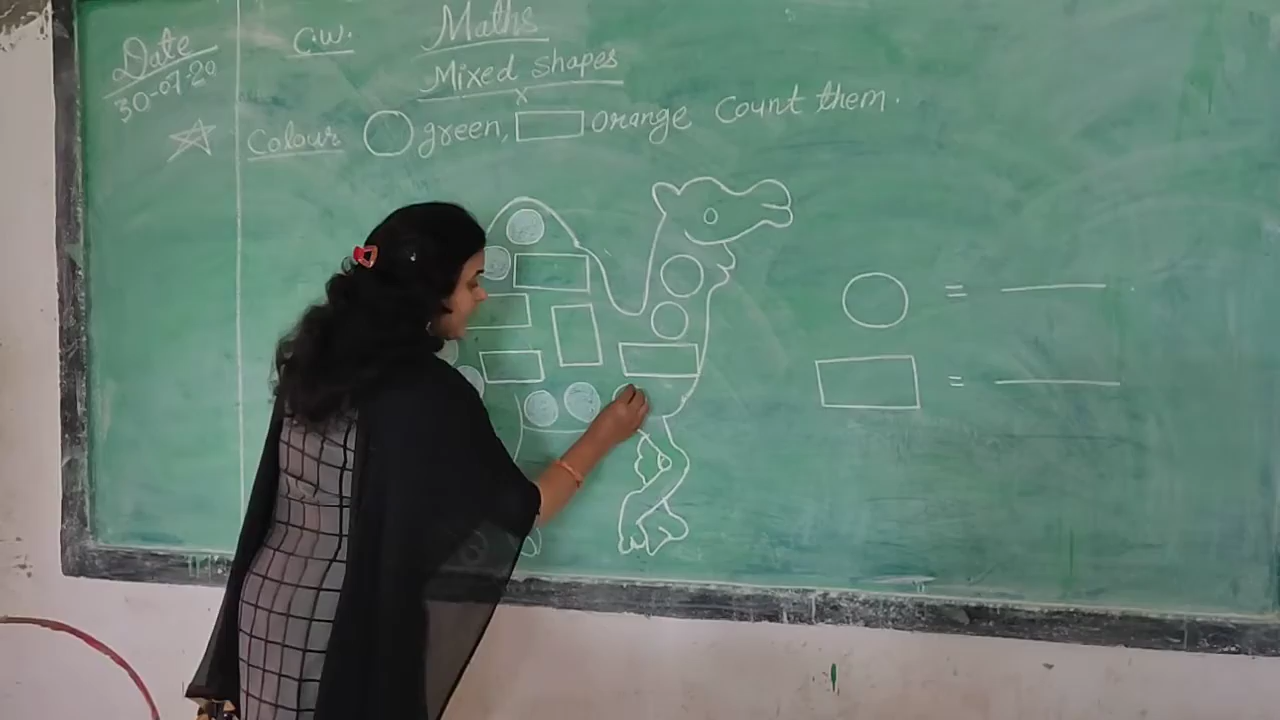 Date
30-07-20
C.W.
Maths
Mixed shapes
x
Colour green, orange Count them.
=
=